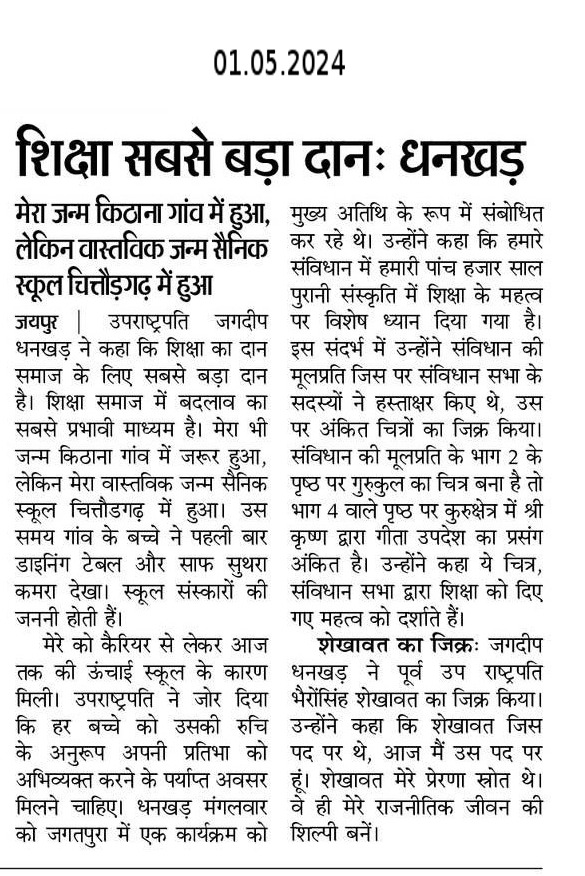 01.05.2024
शिक्षा सबसे बड़ा दानः धनखड़
मेरा जन्म किठाना गांव में हुआ,
लेकिन वास्तविक जन्म सैनिक
स्कूल चित्तौड़गढ़ में हुआ
जयपुर | उपराष्ट्रपति जगदीप
धनखड़ ने कहा कि शिक्षा का दान
समाज के लिए सबसे बड़ा दान
है। शिक्षा समाज में बदलाव का
सबसे प्रभावी माध्यम है। मेरा भी
जन्म किठाना गांव में जरूर हुआ,
लेकिन मेरा वास्तविक जन्म सैनिक
स्कूल चित्तौडगढ़ में हुआ। उस
समय गांव के बच्चे ने पहली बार
डाइनिंग टेबल और साफ सुथरा
कमरा देखा। स्कूल संस्कारों की
जननी होती हैं।
मेरे को कैरियर से लेकर आज
तक की ऊंचाई स्कूल के कारण
मिली। उपराष्ट्रपति ने जोर दिया
कि हर बच्चे को उसकी रुचि
के अनुरूप अपनी प्रतिभा को
अभिव्यक्त करने के पर्याप्त अवसर
मिलने चाहिए। धनखड़ मंगलवार
को जगतपुरा में एक कार्यक्रम को
मुख्य अतिथि के रूप में संबोधित
कर रहे थे। उन्होंने कहा कि हमारे
संविधान में हमारी पांच हजार साल
पुरानी संस्कृति में शिक्षा के महत्व
पर विशेष ध्यान दिया गया है।
इस संदर्भ में उन्होंने संविधान की
मूलप्रति जिस पर संविधान सभा के
सदस्यों ने हस्ताक्षर किए थे, उस
पर अंकित चित्रों का जिक्र किया।
संविधान की मूलप्रति के भाग 2 के
पृष्ठ पर गुरुकुल का चित्र बना है तो
भाग 4 वाले पृष्ठ पर कुरुक्षेत्र में श्री
कृष्ण द्वारा गीता उपदेश का प्रसंग
अंकित है। उन्होंने कहा ये चित्र,
संविधान सभा द्वारा शिक्षा को दिए
गए महत्व को दर्शाते हैं।
शेखावत का जिक्रः जगदीप
धनखड़ ने पूर्व उप राष्ट्रपति
भैरोंसिंह शेखावत का जिक्र किया।
उन्होंने कहा कि शेखावत जिस
पद पर थे, आज मैं उस पद पर
हूं। शेखावत मेरे प्रेरणा स्रोत थे।
वे ही मेरे राजनीतिक जीवन की
शिल्पी बनें।